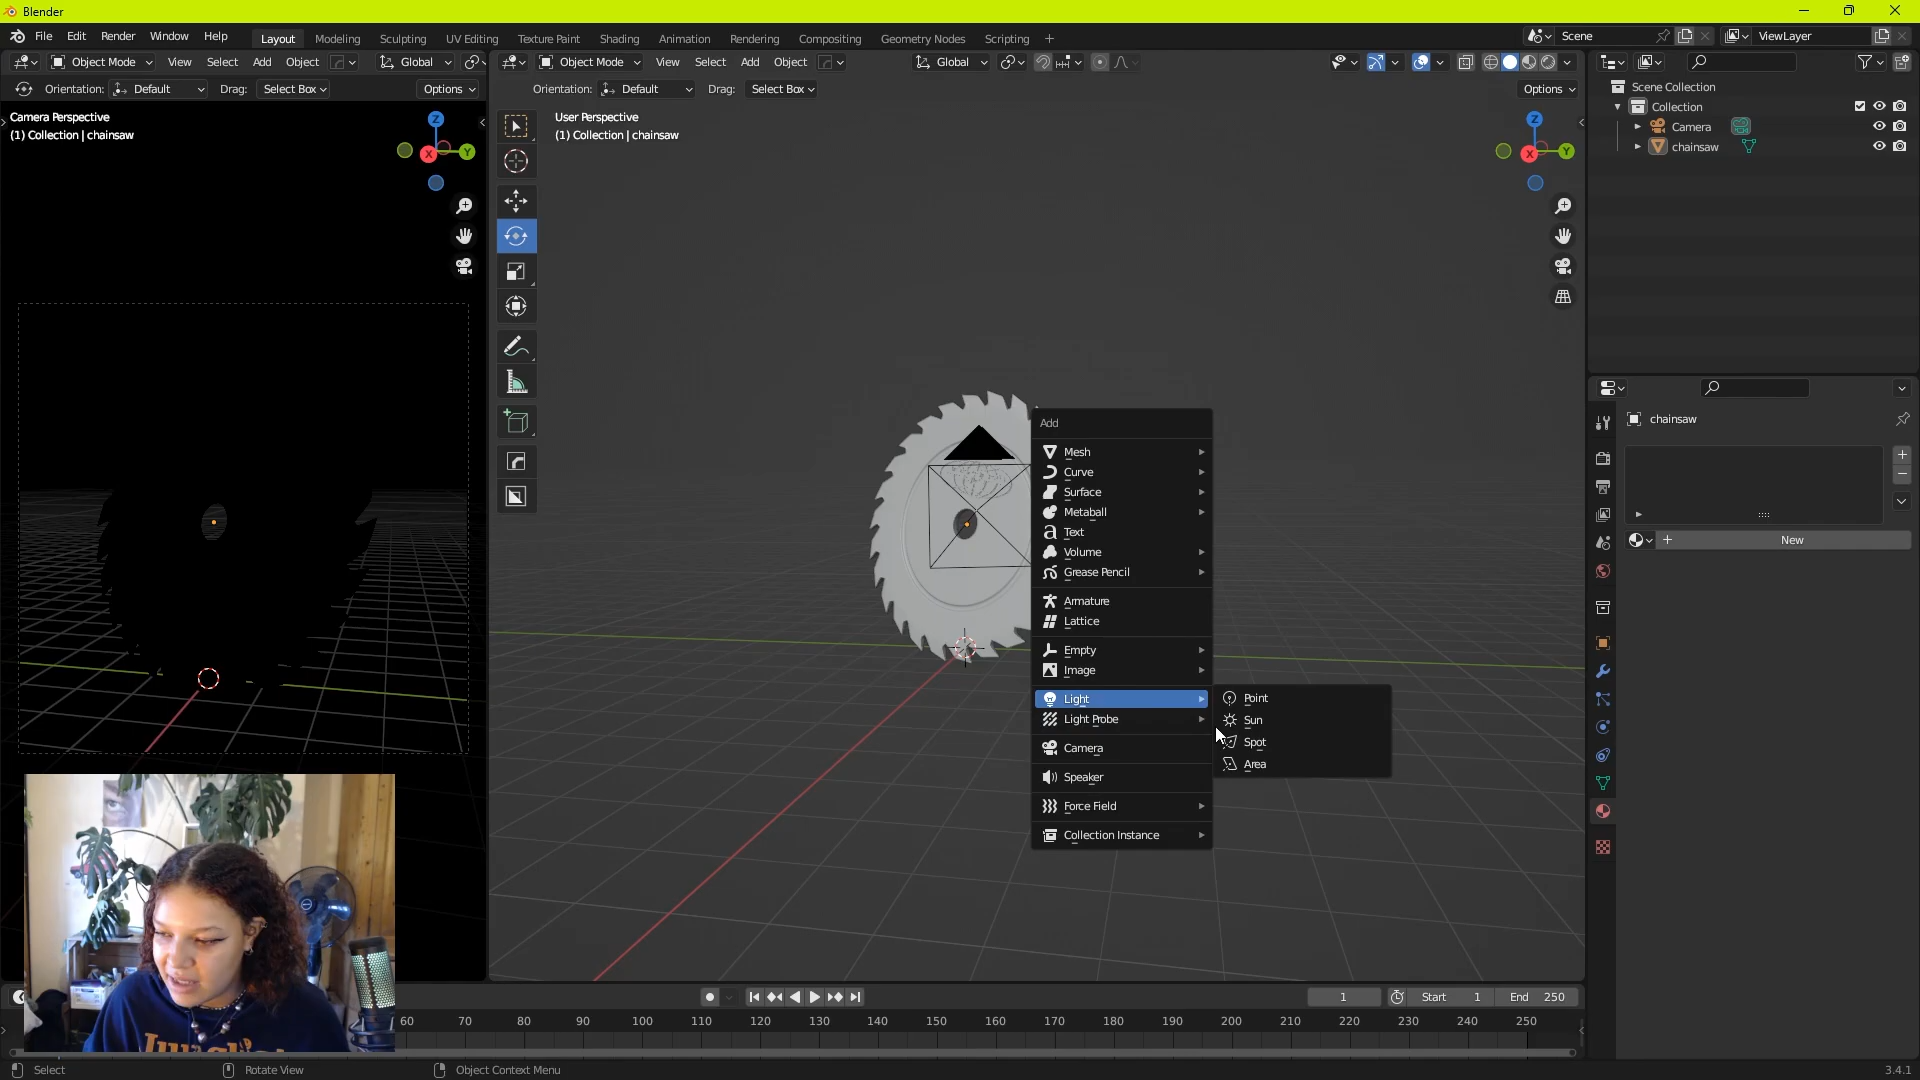 Blender
File Edit Render Window Help Layout Modeling Sculpting UV Editing Texture Paint Shading Animation Rendering Compositing Geometry Nodes Scripting + Scene ViewLayer
Object Mode View Select Add Object Global Object Mode View Select Add Object Global
Orientation: Default Drag: Select Box Options Orientation: Default Drag: Select Box Options
Camera Perspective
(1) Collection | chainsaw
User Perspective
(1) Collection | chainsaw
Z
X
Y
Z
X
Y
Scene Collection
Collection
Camera
chainsaw
chainsaw
New
Add
Mesh
Curve
Surface
Metaball
Text
Volume
Grease Pencil
Armature
Lattice
Empty
Image
Light
Light Probe
Camera
Speaker
Force Field
Collection Instance
Point
Sun
Spot
Area
1 Start 1 End 250
60 70 80 90 100 110 120 130 140 150 160 170 180 190 200 210 220 230 240 250
Select Rotate View Object Context Menu 3.4.1